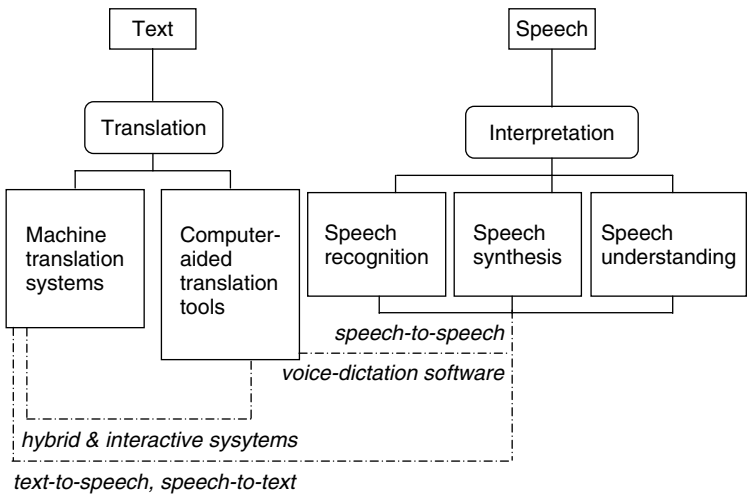 Text
Speech
Translation
Interpretation
Machine
translation
systems
Computer-
aided
translation
tools
Speech
recognition
Speech
synthesis
Speech
understanding
speech-to-speech
voice-dictation software
hybrid & interactive sysytems
text-to-speech, speech-to-text